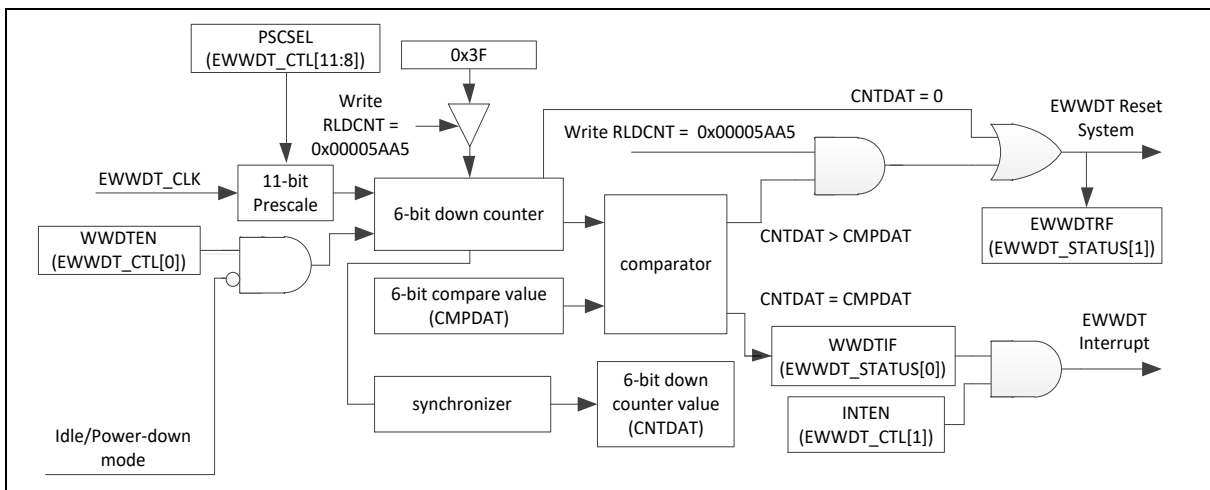 PSCSEL
(EWWDT_CTL[11:8])
0x3F
Write
RLDCNT =
0x00005AA5
CNTDAT = 0
EWWDT Reset
System
Write RLDCNT =  0x00005AA5
EWWDT_CLK
11-bit
Prescale
6-bit down counter
WWDTEN
(EWWDT_CTL[0])
comparator
CNTDAT > CMPDAT
EWWDTRF
(EWWDT_STATUS[1])
6-bit compare value
(CMPDAT)
CNTDAT = CMPDAT
WWDTIF
(EWWDT_STATUS[0])
EWWDT
Interrupt
synchronizer
6-bit down
counter value
(CNTDAT)
INTEN
(EWWDT_CTL[1])
Idle/Power-down
mode